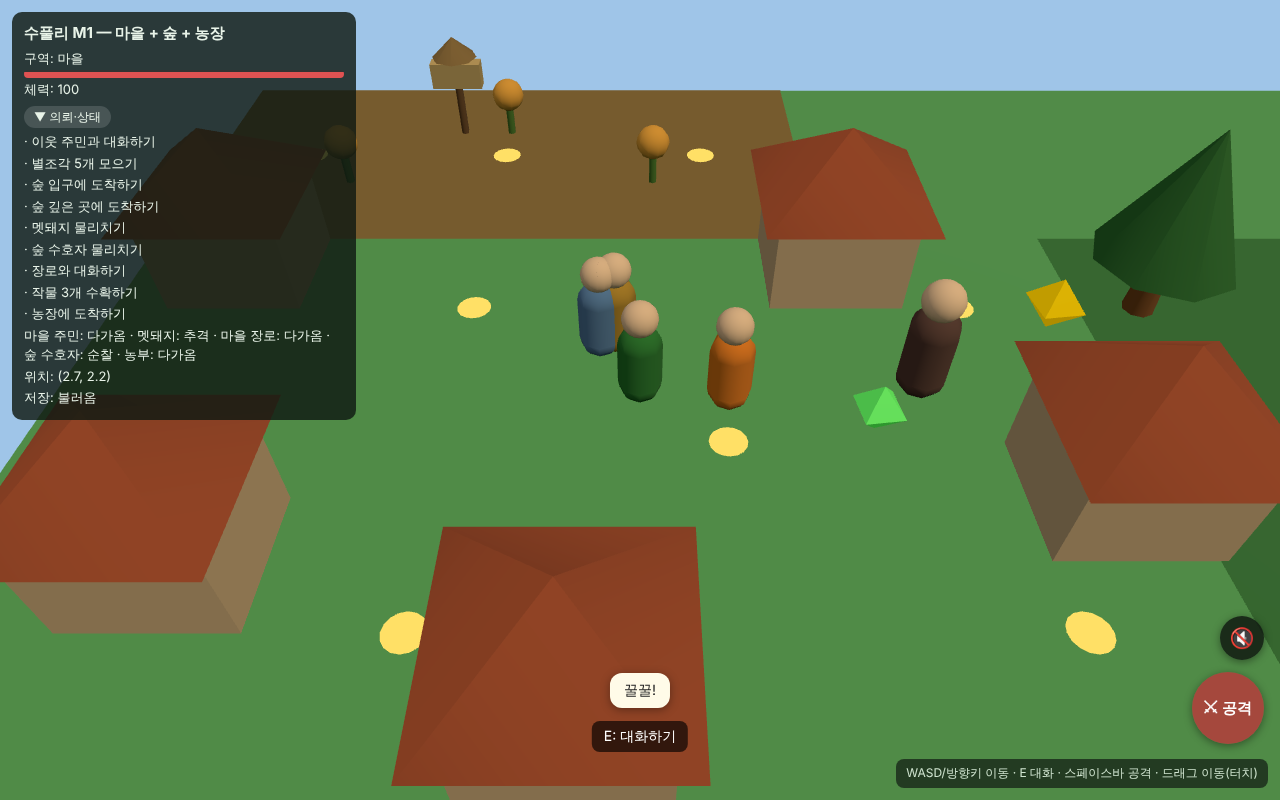 수풀리 M1 — 마을 + 숲 + 농장
구역: 마을
체력: 100
▼ 의뢰·상태
· 이웃 주민과 대화하기
· 별조각 5개 모으기
· 숲 입구에 도착하기
· 숲 깊은 곳에 도착하기
· 멧돼지 물리치기
· 숲 수호자 물리치기
· 장로와 대화하기
· 작물 3개 수확하기
· 농장에 도착하기
마을 주민: 다가옴 · 멧돼지: 추격 · 마을 장로: 다가옴 ·
숲 수호자: 순찰 · 농부: 다가옴
위치: (2.7, 2.2)
저장: 불러옴
꿀꿀!
E: 대화하기
⚔ 공격
WASD/방향키 이동 · E 대화 · 스페이스바 공격 · 드래그 이동(터치)